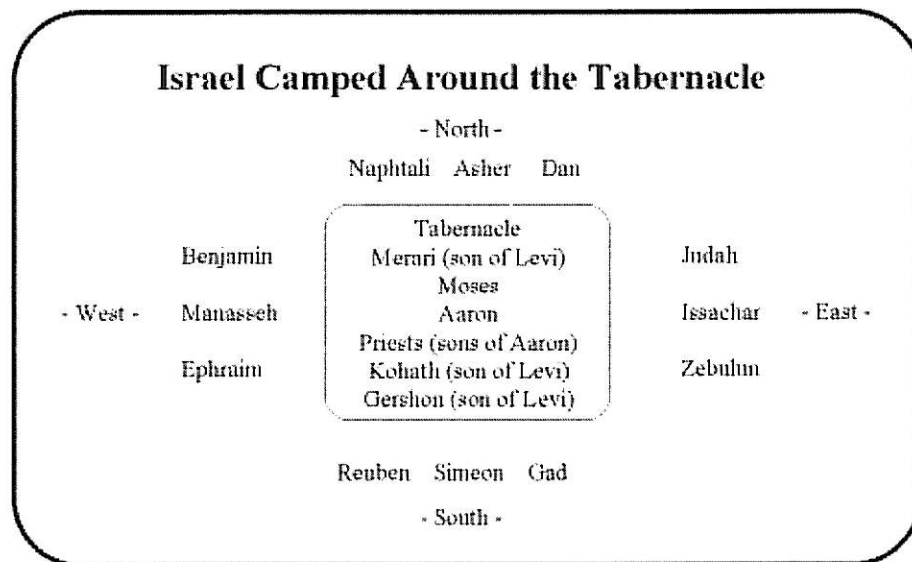 Israel Camped Around the Tabernacle
- North -
Naphtali Asher Dan
Tabernacle
Benjamin Merari (son of Levi) Judah
Moses
- West - Manasseh Aaron Issachar - East -
Priests (sons of Aaron)
Ephraim Kohath (son of Levi) Zebulun
Gershon (son of Levi)
Reuben Simeon Gad
- South -